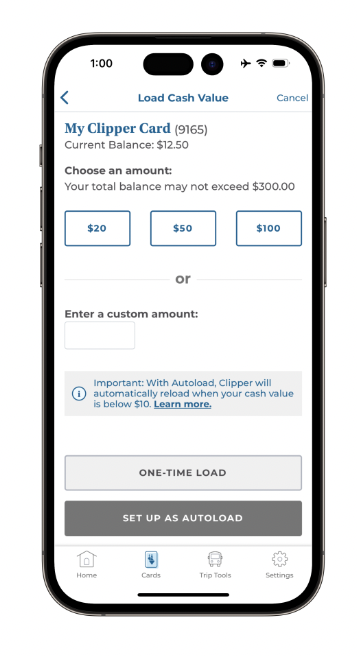 1:00
Load Cash Value
Cancel
My Clipper Card (9165)
Current Balance: $12.50
Choose an amount:
Your total balance may not exceed $300.00
$20
$50
$100
or
Enter a custom amount:
Important: With Autoload, Clipper will
automatically reload when your cash value
is below $10. Learn more.
ONE-TIME LOAD
SET UP AS AUTOLOAD
Home
Cards
Trip Tools
Settings